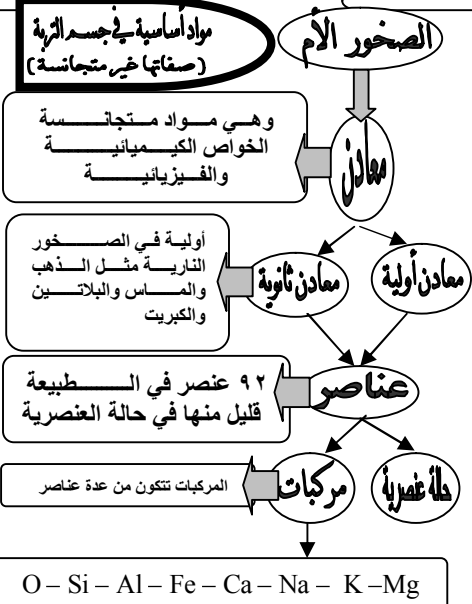 مواد أساسية في جسم التربة
(صفاتها غير متجانسة)
الصخور الأم
وهي مواد متجانسة
الخواص الكيميائية
والفيزيائية
معادن
أولية في الصخور
النارية مثل الذهب
والماس والبلاتين
والكبريت
معادن ثانوية
معادن أولية
٩٢ عنصر في الطبيعة
قليل منها في حالة العنصرية
عناصر
المركبات تتكون من عدة عناصر
مركبات
حالة عنصرية
O – Si – Al – Fe – Ca – Na – K –Mg